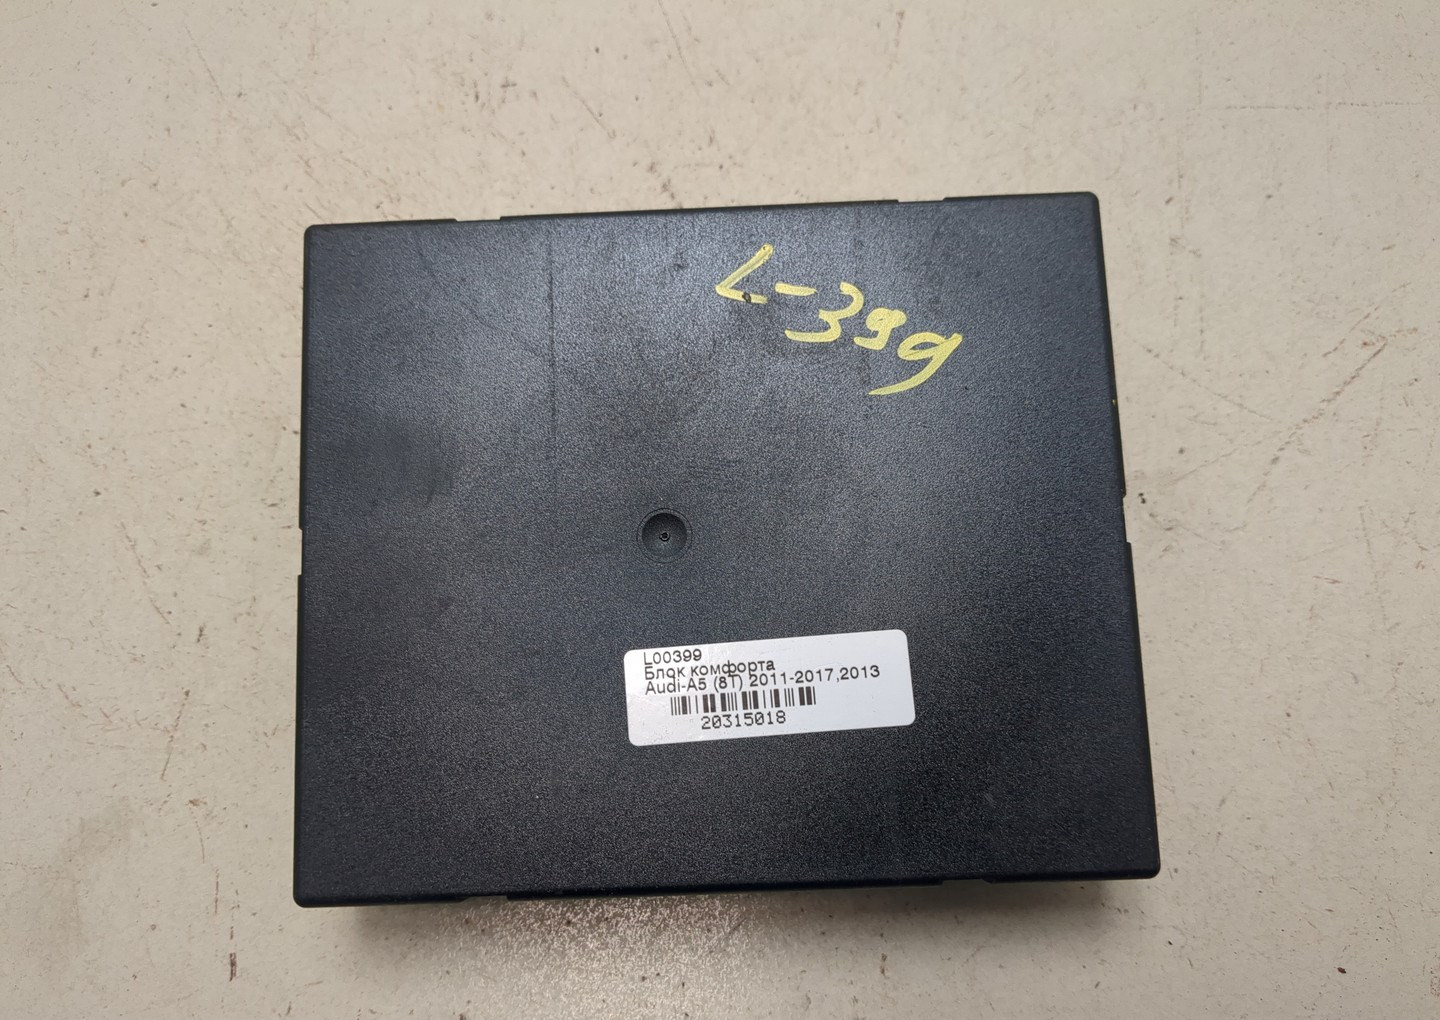 L-399
L00399
Блок комфорта
Audi-A5 (8T) 2011-2017,2013
20315018